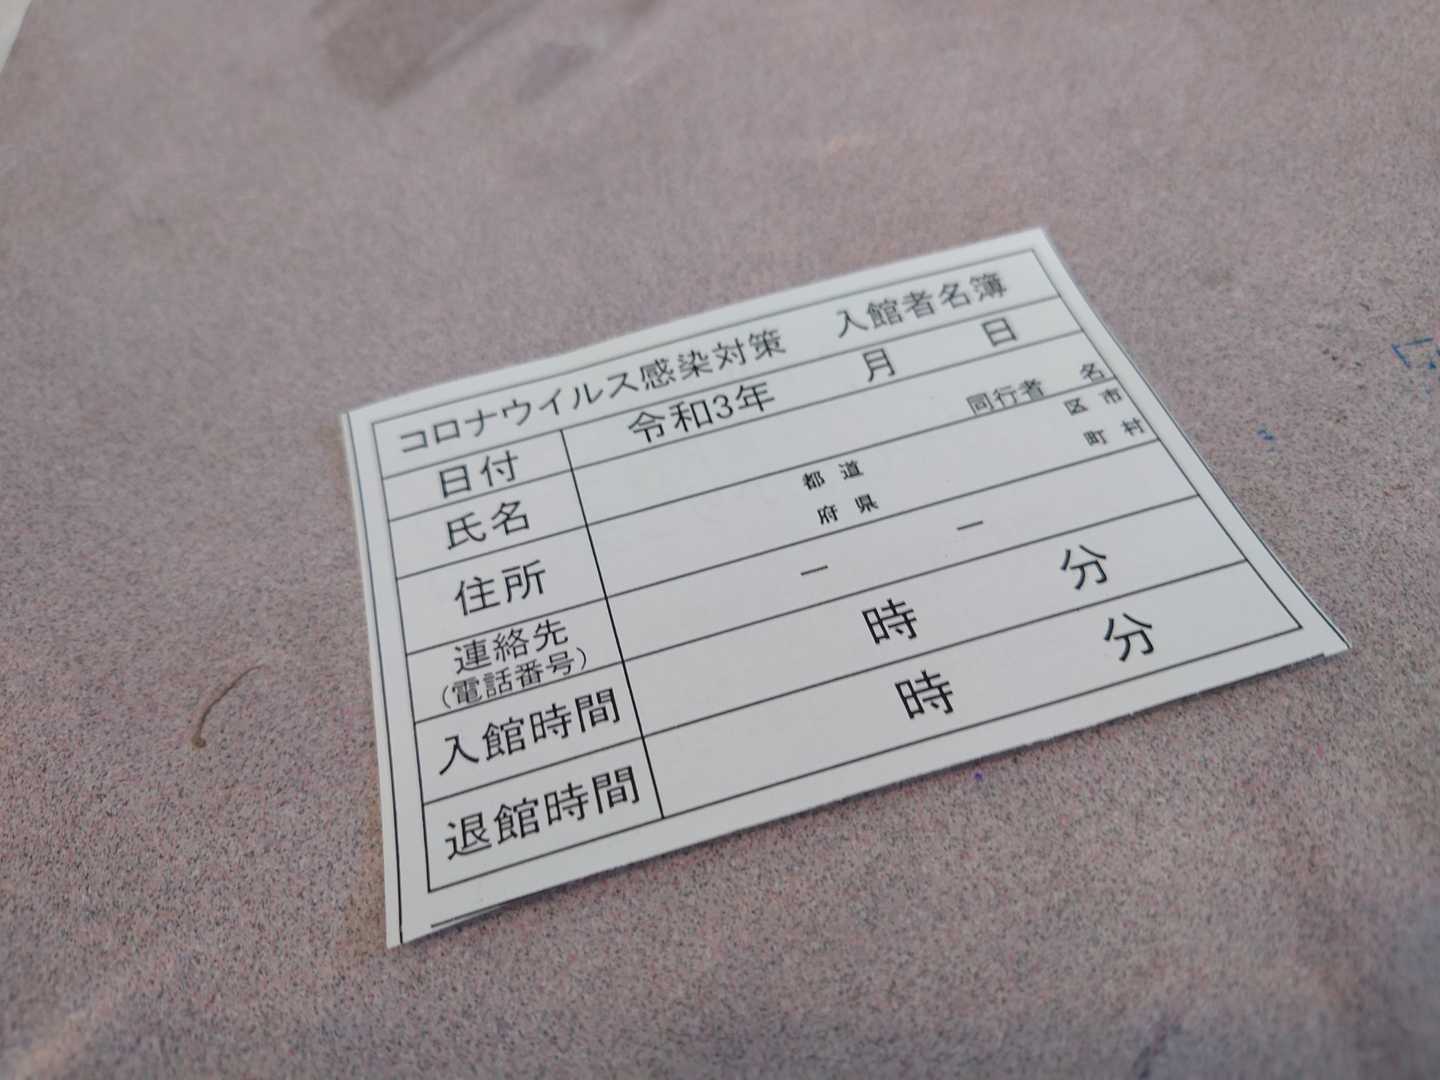 コロナウイルス感染対策 入館者名簿
日付 令和3年 月 日
氏名 同行者 名
住所 都道府県 区市町村
連絡先(電話番号) ー ー
入館時間 時 分
退館時間 時 分